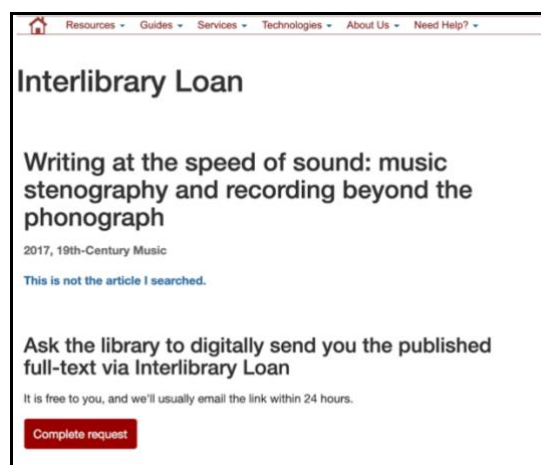 Resources Guides Services Technologies About Us Need Help?
Interlibrary Loan
Writing at the speed of sound: music
stenography and recording beyond the
phonograph
2017, 19th-Century Music
This is not the article I searched.
Ask the library to digitally send you the published
full-text via Interlibrary Loan
It is free to you, and we'll usually email the link within 24 hours.
Complete request